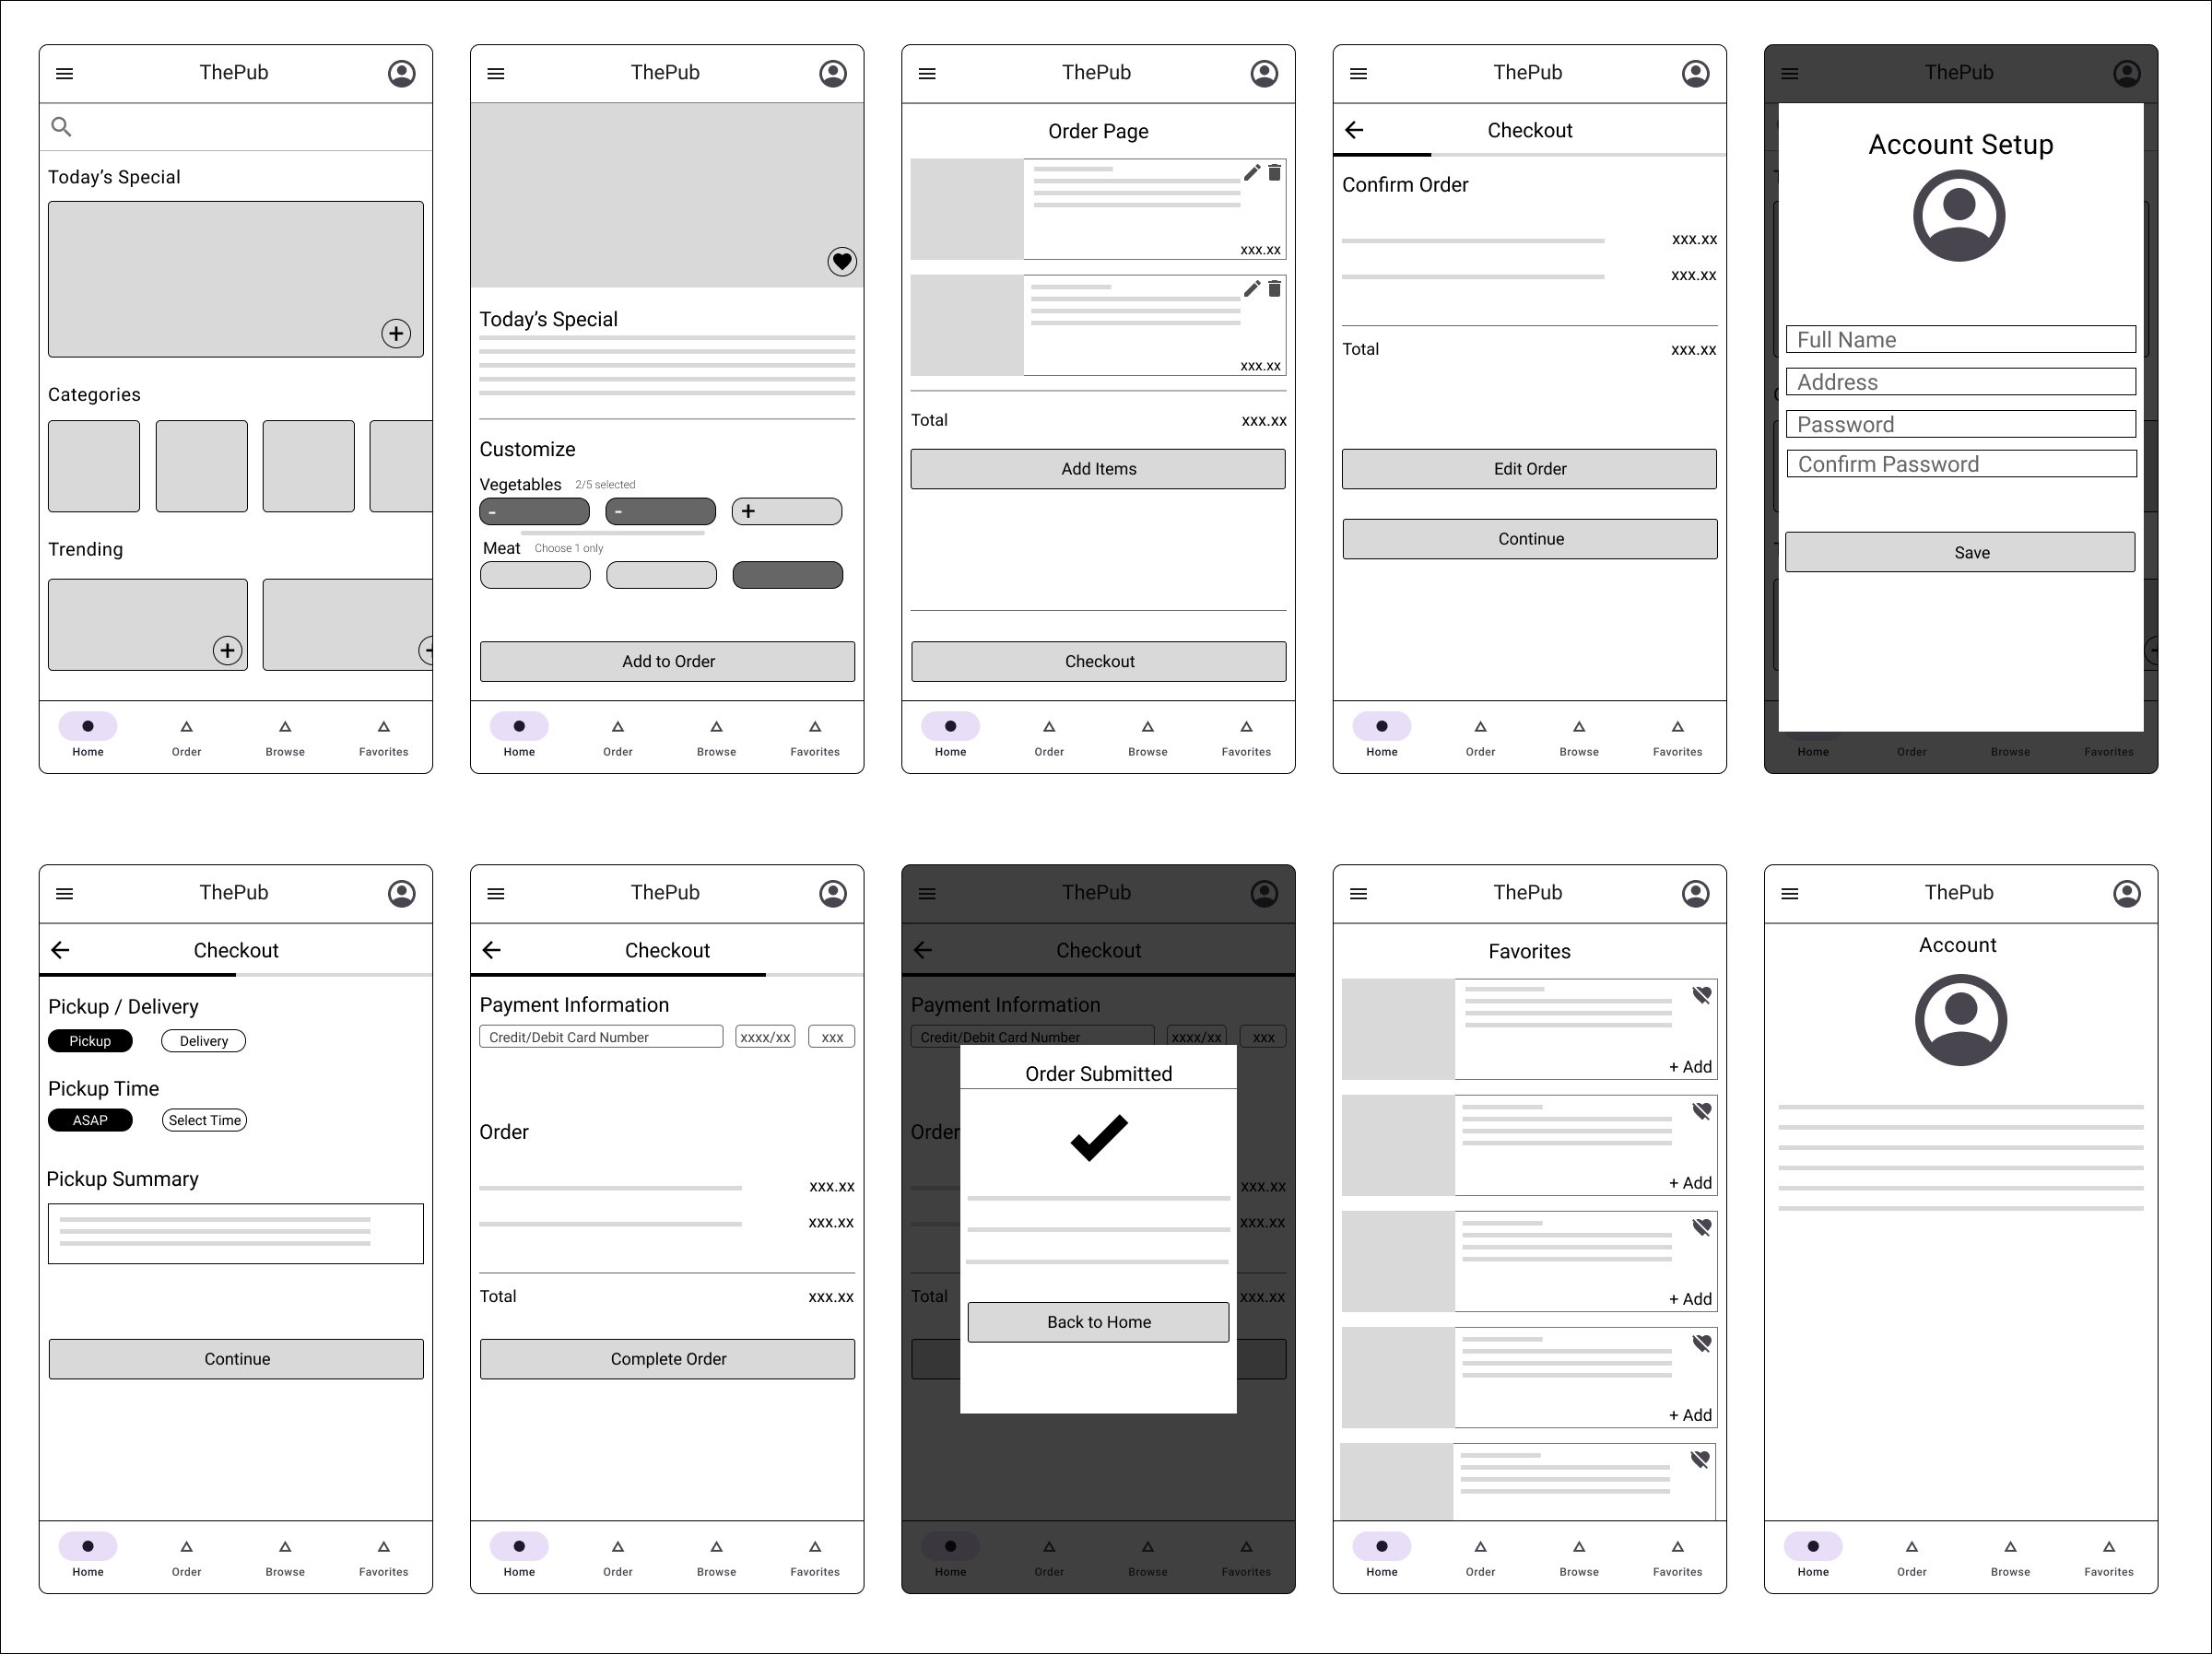 ThePub
Today's Special
Categories
Trending
Home Order Browse Favorites
ThePub
Today's Special
Customize
Vegetables 2/5 selected
- - +
Meat Choose 1 only
Add to Order
Home Order Browse Favorites
ThePub
Order Page
xxx.xx
xxx.xx
Total xxx.xx
Add Items
Checkout
Home Order Browse Favorites
ThePub
Checkout
Confirm Order
xxx.xx
xxx.xx
Total xxx.xx
Edit Order
Continue
Home Order Browse Favorites
ThePub
Account Setup
Full Name
Address
Password
Confirm Password
Save
Home Order Browse Favorites
ThePub
Checkout
Pickup / Delivery
Pickup Delivery
Pickup Time
ASAP Select Time
Pickup Summary
Continue
Home Order Browse Favorites
ThePub
Checkout
Payment Information
Credit/Debit Card Number xxxx/xx xxx
Order
xxx.xx
xxx.xx
Total xxx.xx
Complete Order
Home Order Browse Favorites
ThePub
Checkout
Payment Information
Credit/Debit Card Number xxxx/xx xxx
Order Submitted
Order
xxx.xx
xxx.xx
Total xxx.xx
Back to Home
Home Order Browse Favorites
ThePub
Favorites
+ Add
+ Add
+ Add
+ Add
Home Order Browse Favorites
ThePub
Account
Home Order Browse Favorites